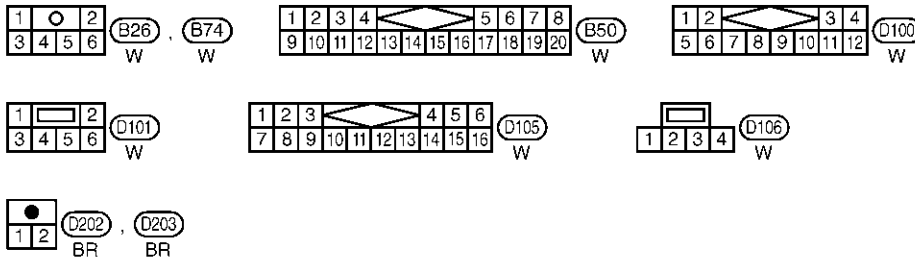 1 2 B26 , B74 1 2 3 4 5 6 7 8 B50 1 2 3 4 D100
3 4 5 6 W W 9 10 11 12 13 14 15 16 17 18 19 20 W 5 6 7 8 9 10 11 12 W
1 2 D101 1 2 3 4 5 6 D105 D106
3 4 5 6 W 7 8 9 10 11 12 13 14 15 16 W 1 2 3 4 W
D202 , D203
1 2 BR BR